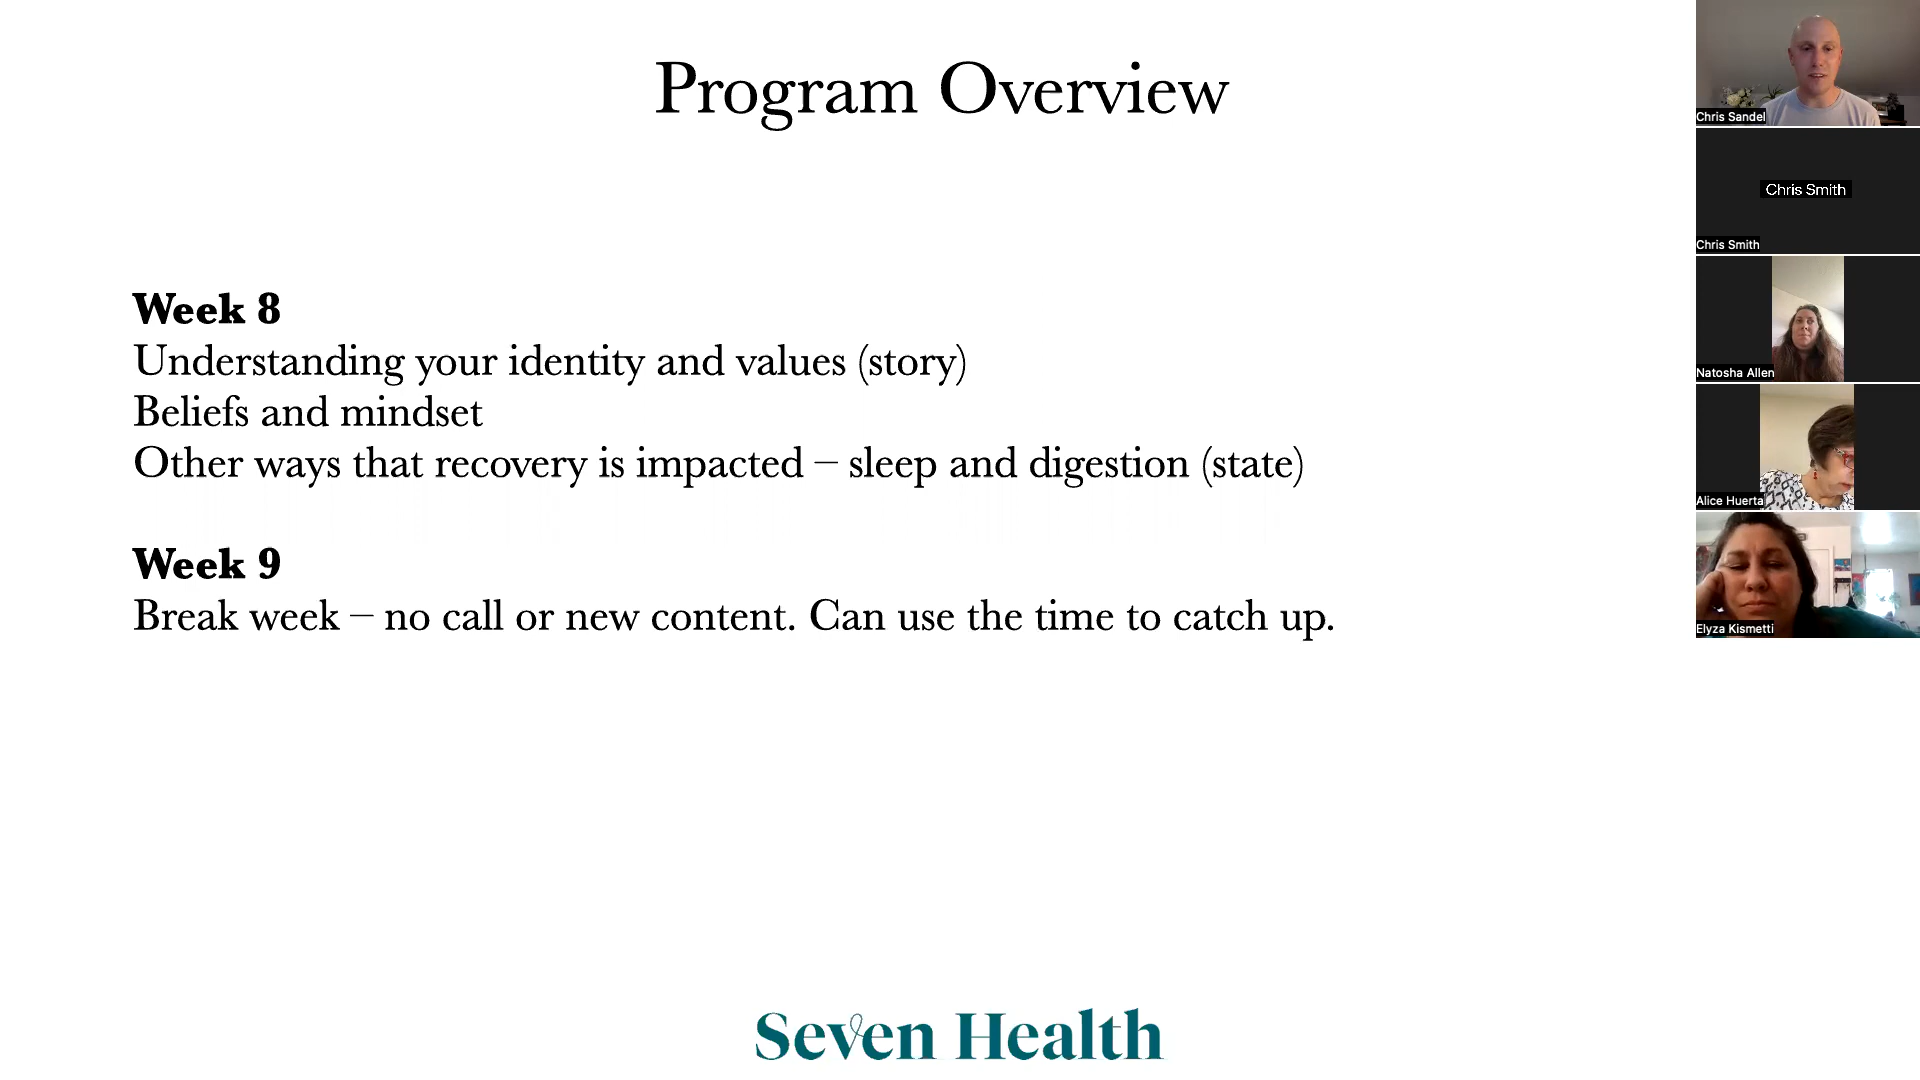 Program Overview
Week 8
Understanding your identity and values (story)
Beliefs and mindset
Other ways that recovery is impacted – sleep and digestion (state)
Week 9
Break week – no call or new content. Can use the time to catch up.
Seven Health
Chris Sandel
Chris Smith
Chris Smith
Natosha Allen
Alice Huerta
Elyza Kismetti